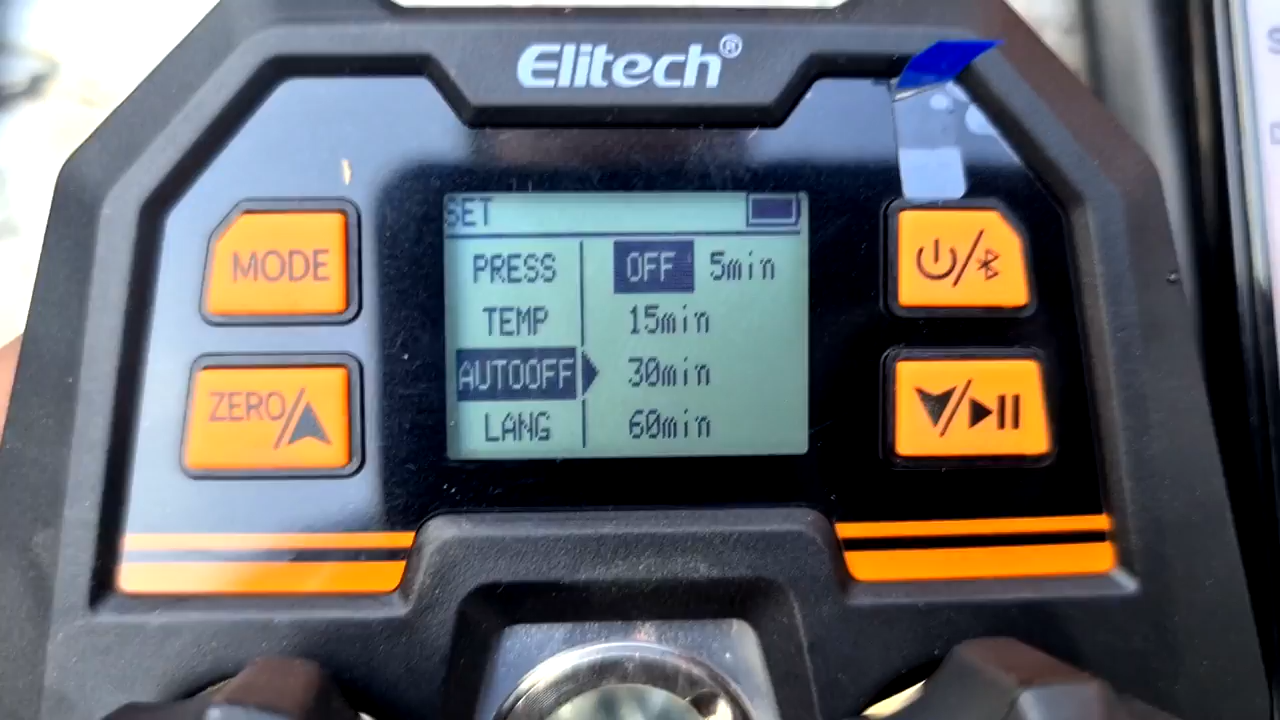 Elitech®
SET
MODE
PRESS OFF 5min
TEMP 15min
AUTOOFF 30min
ZERO/
LANG 60min